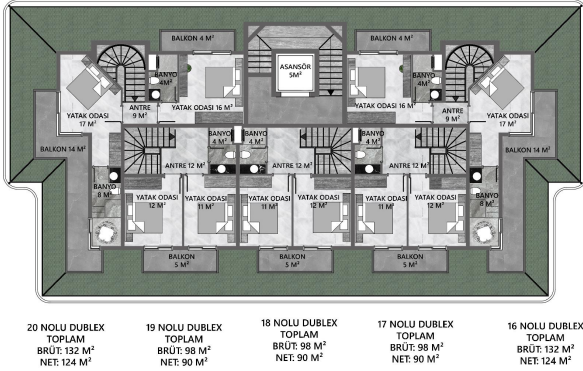 BALKON 4 M²
BALKON 4 M²
ASANSÖR
5M²
BANYO
4M²
BANYO
4M²
YATAK ODASI
17 M²
ANTRE
9 M²
YATAK ODASI 16 M²
YATAK ODASI 16 M²
ANTRE
9 M²
YATAK ODASI
17 M²
BALKON 14 M²
BALKON 14 M²
BANYO
4 M²
BANYO
4 M²
BANYO
4 M²
ANTRE 12 M²
ANTRE 12 M²
ANTRE 12 M²
BANYO
8 M²
BANYO
8 M²
YATAK ODASI
12 M²
YATAK ODASI
11 M²
YATAK ODASI
11 M²
YATAK ODASI
12 M²
YATAK ODASI
11 M²
YATAK ODASI
12 M²
BALKON
5 M²
BALKON
5 M²
BALKON
5 M²
20 NOLU DUBLEX
TOPLAM
BRÜT: 132 M²
NET: 124 M²
19 NOLU DUBLEX
TOPLAM
BRÜT: 98 M²
NET: 90 M²
18 NOLU DUBLEX
TOPLAM
BRÜT: 98 M²
NET: 90 M²
17 NOLU DUBLEX
TOPLAM
BRÜT: 98 M²
NET: 90 M²
16 NOLU DUBLEX
TOPLAM
BRÜT: 132 M²
NET: 124 M²